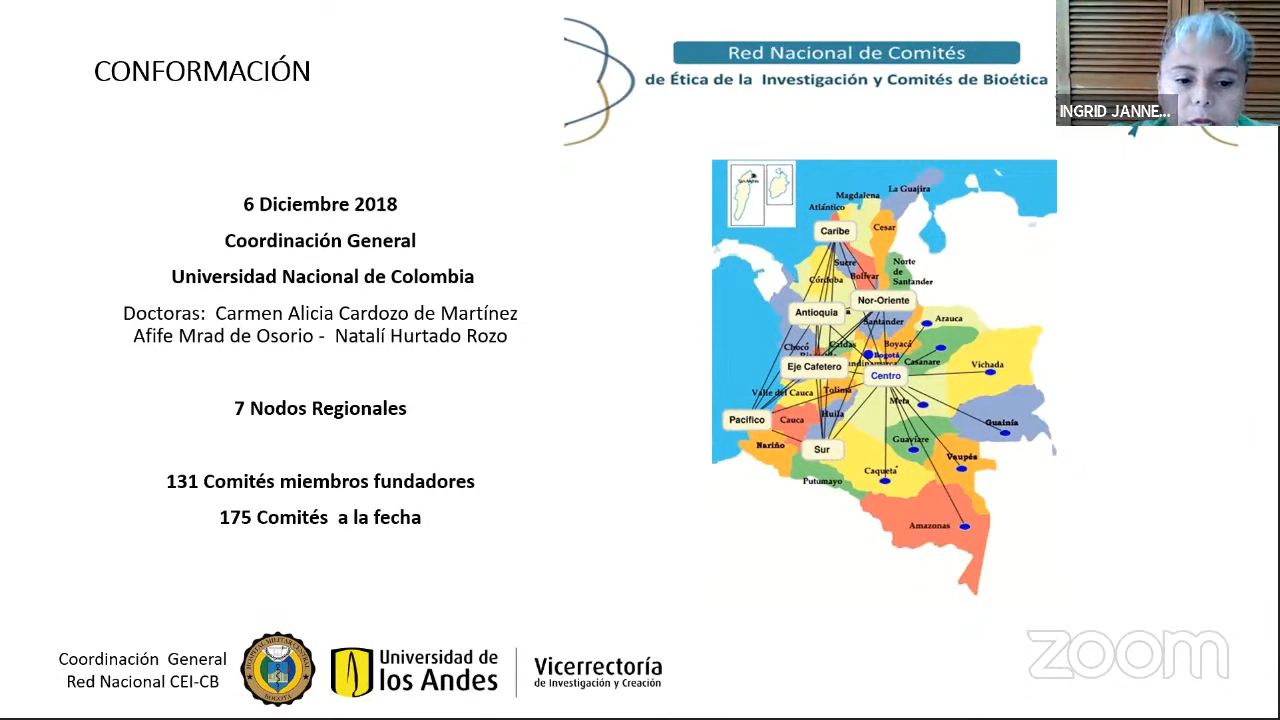 CONFORMACIÓN
Red Nacional de Comités
de Ética de la Investigación y Comités de Bioética
INGRID JANNE...
6 Diciembre 2018
Coordinación General
Universidad Nacional de Colombia
Doctoras: Carmen Alicia Cardozo de Martínez
Afife Mrad de Osorio - Natalí Hurtado Rozo
7 Nodos Regionales
131 Comités miembros fundadores
175 Comités a la fecha
La Guajira
Magdalena
Atlántico
Cesar
Caribe
Sucre
Norte
de
Santander
Bolívar
Córdoba
Nor-Oriente
Antioquia
Santander
Arauca
Chocó
Caldas
Boyacá
Bogotá
Casanare
Eje Cafetero
Centro
Vichada
Valle del Cauca
Tolima
Meta
Huila
Pacifico
Cauca
Guainía
Nariño
Sur
Guaviare
Vaupés
Caquetá
Putumayo
Amazonas
Coordinación General
Red Nacional CEI-CB
HOSPITAL MILITAR CENTRAL
BOGOTA
Universidad de
los Andes
Vicerrectoría
de Investigación y Creación
zoom